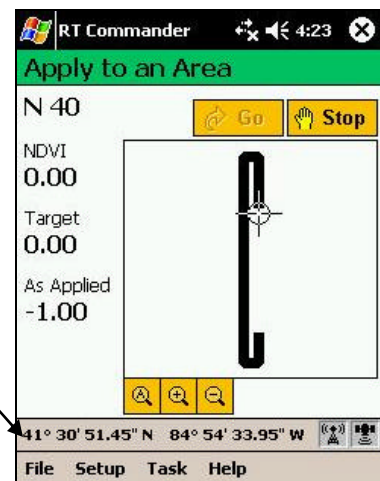 RT Commander 4:23
Apply to an Area
N 40
Go Stop
NDVI
0.00
Target
0.00
As Applied
-1.00
A
41° 30' 51.45" N 84° 54' 33.95" W
File Setup Task Help